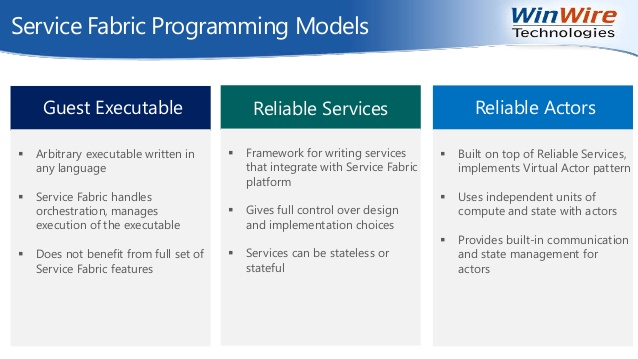 Service Fabric Programming Models
WinWire
Technologies
Guest Executable
▪ Arbitrary executable written in
any language
▪ Service Fabric handles
orchestration, manages
execution of the executable
▪ Does not benefit from full set of
Service Fabric features
Reliable Services
▪ Framework for writing services
that integrate with Service Fabric
platform
▪ Gives full control over design
and implementation choices
▪ Services can be stateless or
stateful
Reliable Actors
▪ Built on top of Reliable Services,
implements Virtual Actor pattern
▪ Uses independent units of
compute and state with actors
▪ Provides built-in communication
and state management for
actors